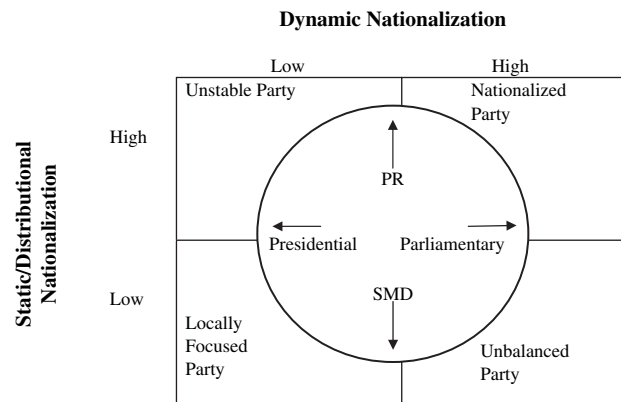 Dynamic Nationalization
Low
High
Unstable Party
Nationalized
Party
High
PR
Static/Distributional
Nationalization
Presidential
Parliamentary
Low
SMD
Locally
Focused
Party
Unbalanced
Party